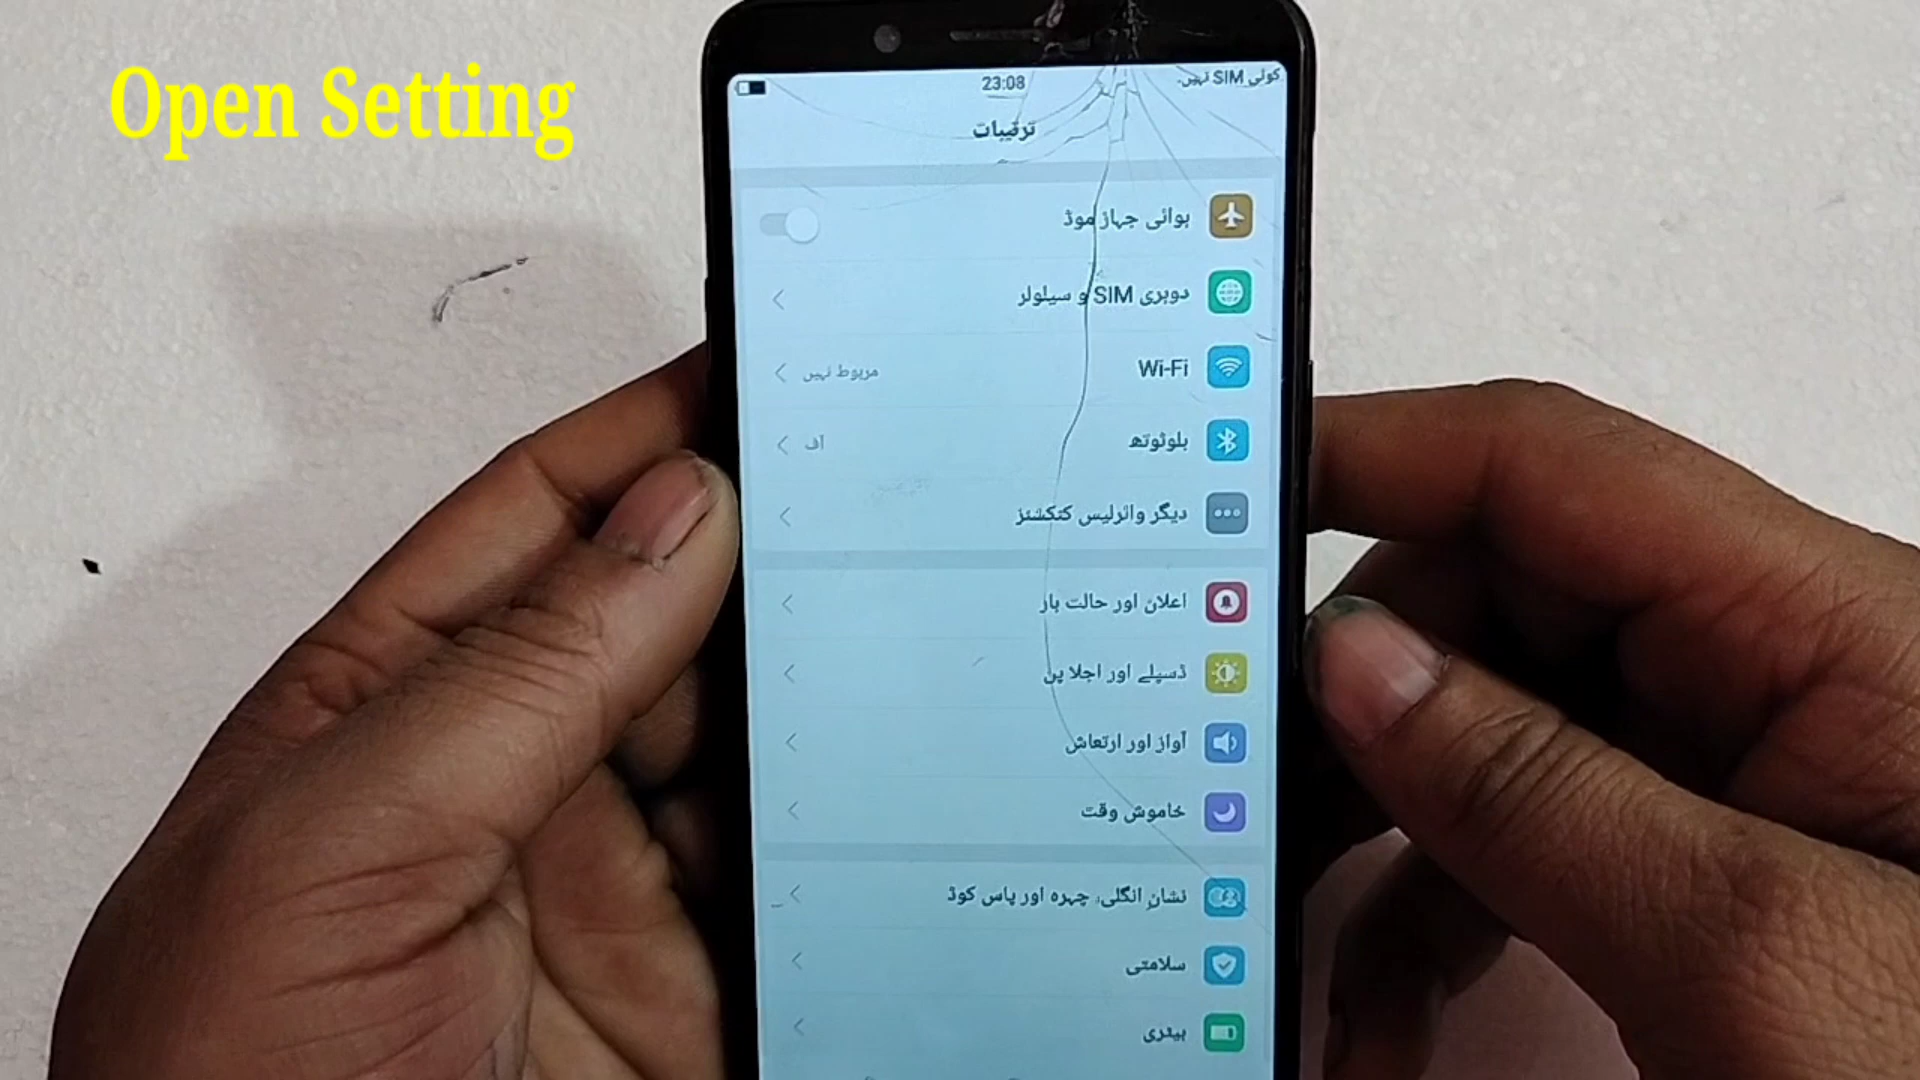 Open Setting
کوئی SIM نہیں۔
23:08
ترتیبات
ہوائی جہاز موڈ
دوہری SIM و سیلولر
Wi-Fi
مربوط نہیں
بلوٹوتھ
آف
دیگر وائرلیس کنکشنز
اعلان اور حالت بار
ڈسپلے اور اجلا پن
آواز اور ارتعاش
خاموش وقت
نشان انگلی، چہرہ اور پاس کوڈ
سلامتی
بیٹری